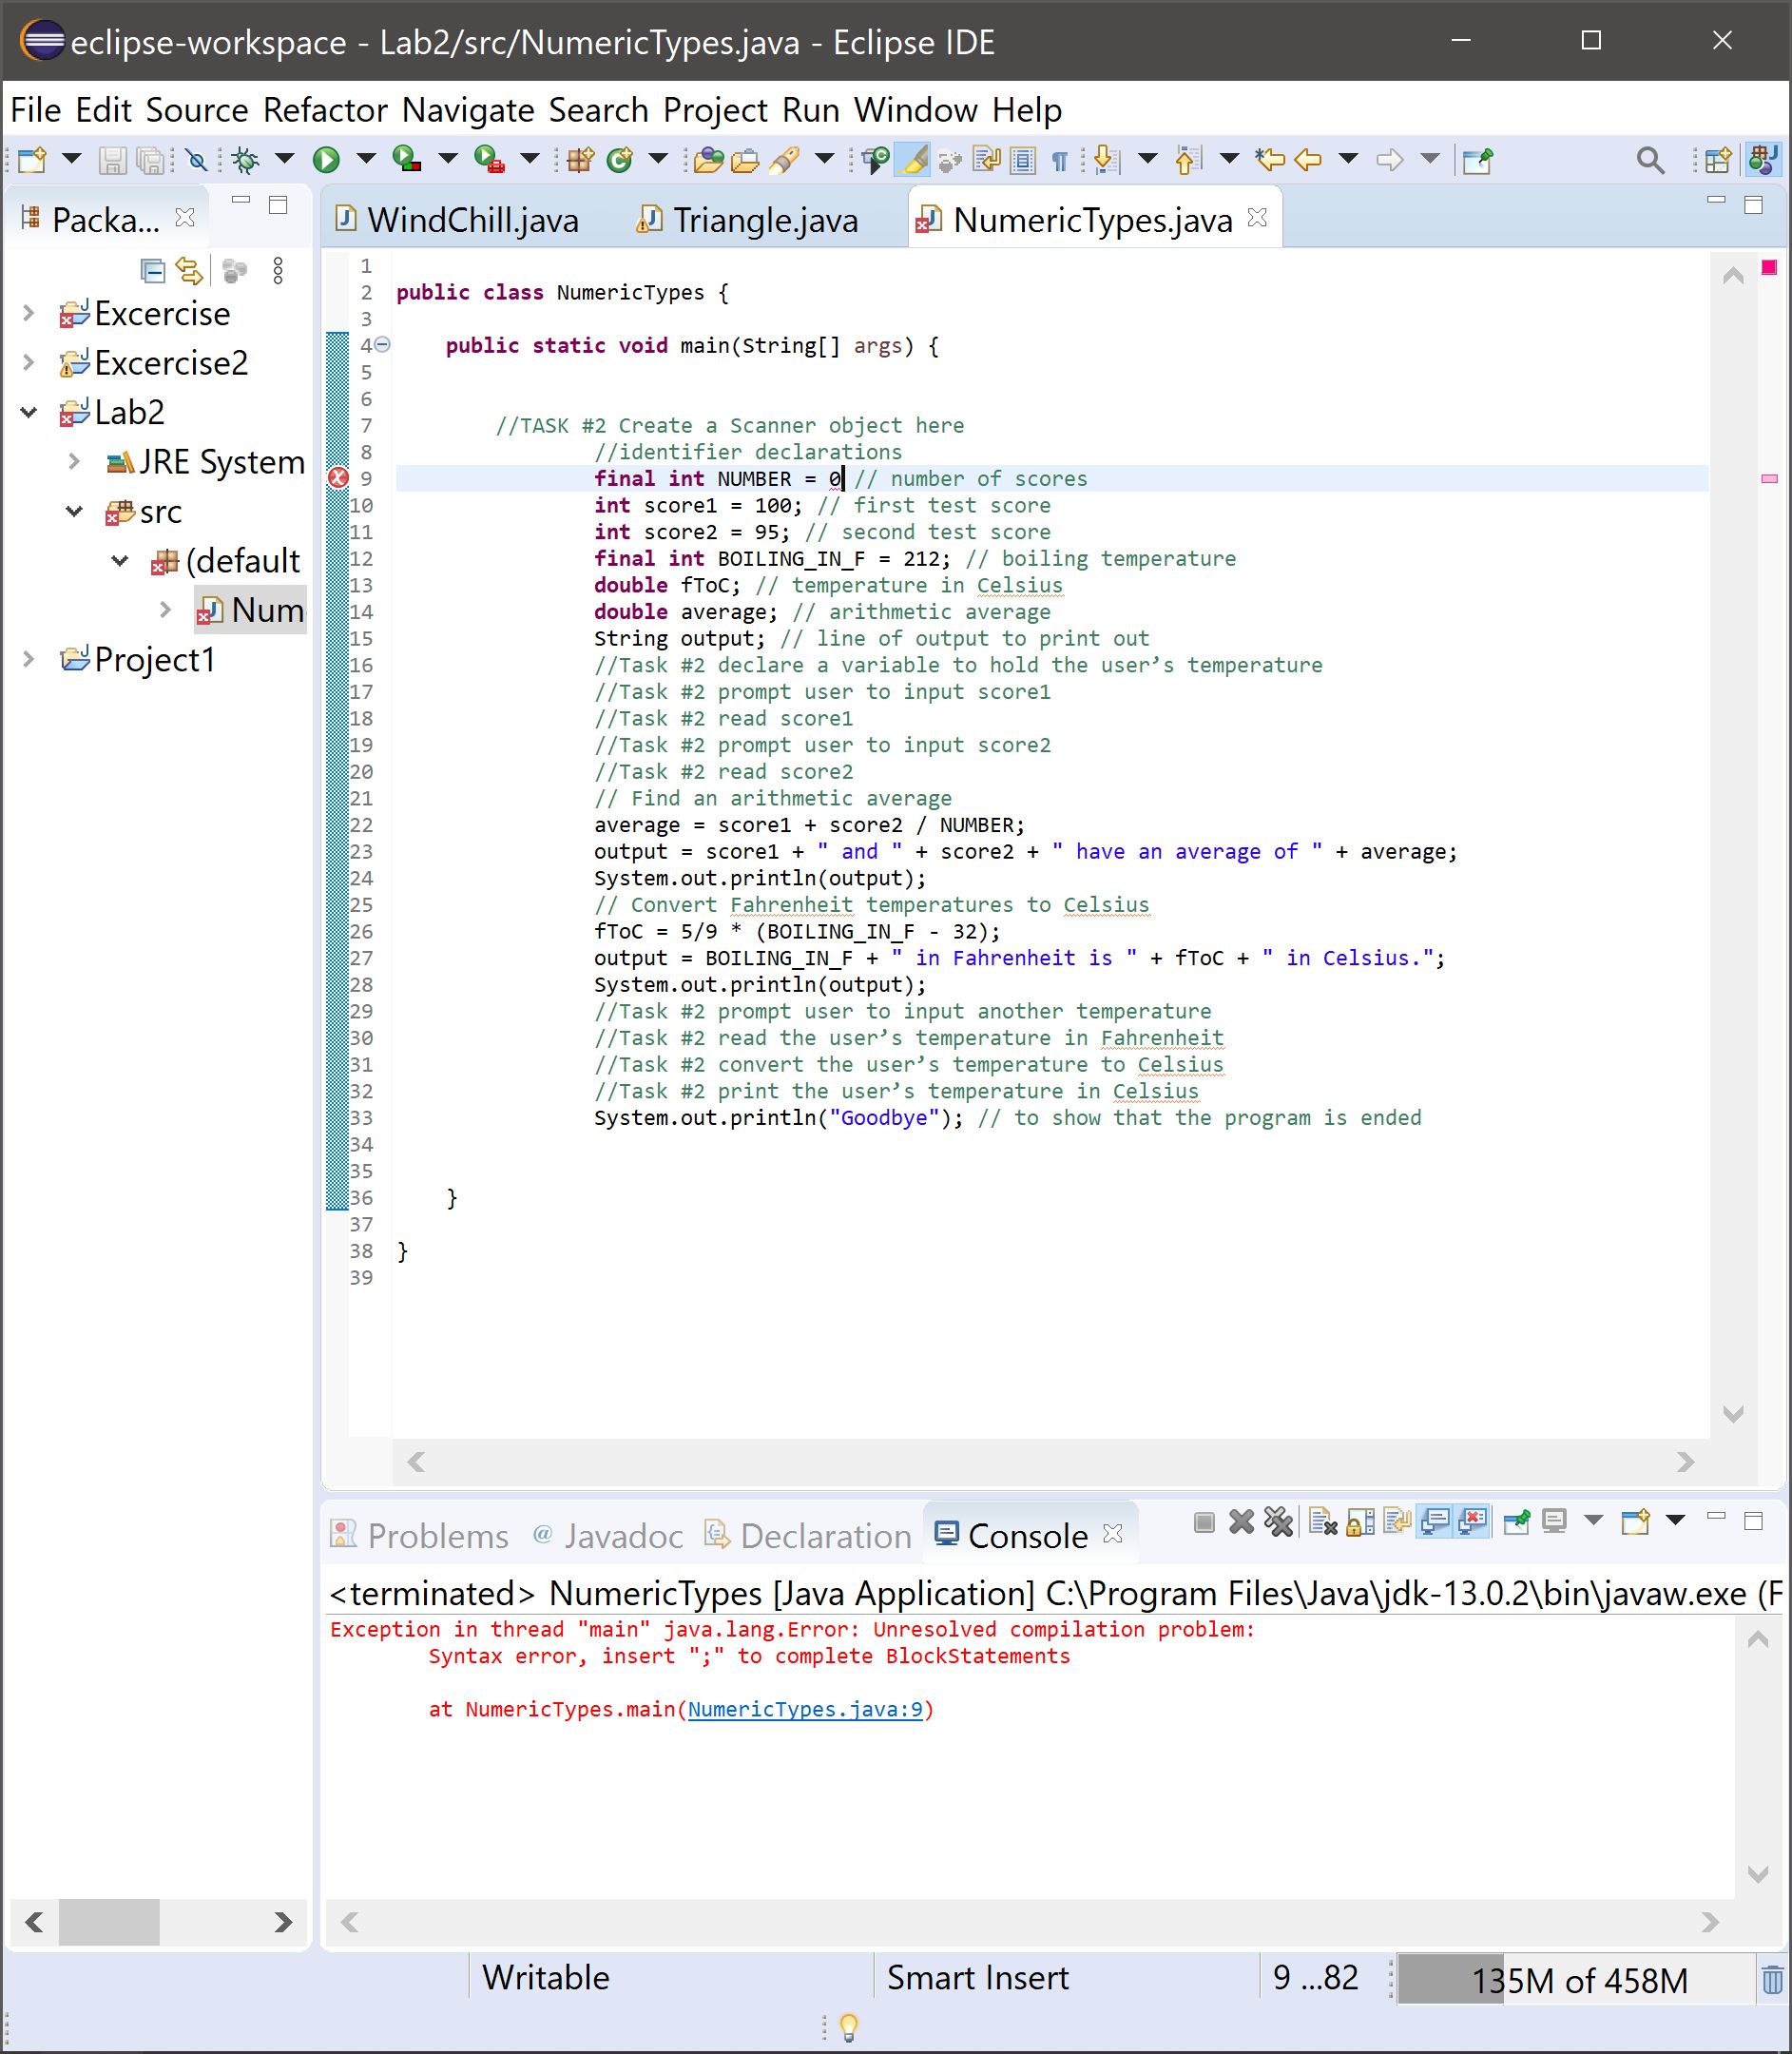 eclipse-workspace - Lab2/src/NumericTypes.java - Eclipse IDE
File Edit Source Refactor Navigate Search Project Run Window Help
Packa...
Excercise
Excercise2
Lab2
JRE System
src
(default
Num
Project1
WindChill.java Triangle.java NumericTypes.java
1
2 public class NumericTypes {
3
4 public static void main(String[] args) {
5
6
7 //TASK #2 Create a Scanner object here
8 //identifier declarations
9 final int NUMBER = 0 // number of scores
10 int score1 = 100; // first test score
11 int score2 = 95; // second test score
12 final int BOILING_IN_F = 212; // boiling temperature
13 double fToC; // temperature in Celsius
14 double average; // arithmetic average
15 String output; // line of output to print out
16 //Task #2 declare a variable to hold the user’s temperature
17 //Task #2 prompt user to input score1
18 //Task #2 read score1
19 //Task #2 prompt user to input score2
20 //Task #2 read score2
21 // Find an arithmetic average
22 average = score1 + score2 / NUMBER;
23 output = score1 + " and " + score2 + " have an average of " + average;
24 System.out.println(output);
25 // Convert Fahrenheit temperatures to Celsius
26 fToC = 5/9 * (BOILING_IN_F - 32);
27 output = BOILING_IN_F + " in Fahrenheit is " + fToC + " in Celsius.";
28 System.out.println(output);
29 //Task #2 prompt user to input another temperature
30 //Task #2 read the user’s temperature in Fahrenheit
31 //Task #2 convert the user’s temperature to Celsius
32 //Task #2 print the user’s temperature in Celsius
33 System.out.println("Goodbye"); // to show that the program is ended
34
35
36 }
37
38 }
39
Problems @ Javadoc Declaration Console
<terminated> NumericTypes [Java Application] C:\Program Files\Java\jdk-13.0.2\bin\javaw.exe (F
Exception in thread "main" java.lang.Error: Unresolved compilation problem:
Syntax error, insert ";" to complete BlockStatements
at NumericTypes.main(NumericTypes.java:9)
Writable Smart Insert 9 ...82 135M of 458M